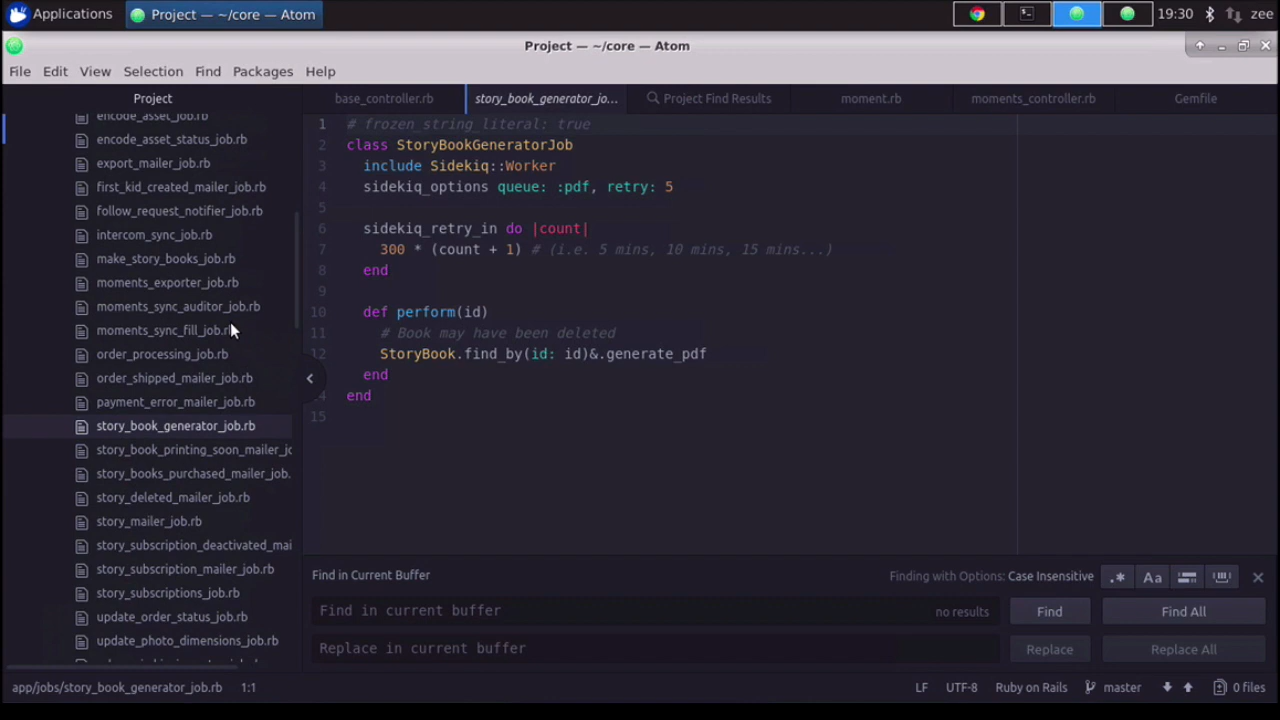 Applications
Project — ~/core — Atom
19:30
zee
Project — ~/core — Atom
File Edit View Selection Find Packages Help
Project
encode_asset_job.rb
encode_asset_status_job.rb
export_mailer_job.rb
first_kid_created_mailer_job.rb
follow_request_notifier_job.rb
intercom_sync_job.rb
make_story_books_job.rb
moments_exporter_job.rb
moments_sync_auditor_job.rb
moments_sync_fill_job.rb
order_processing_job.rb
order_shipped_mailer_job.rb
payment_error_mailer_job.rb
story_book_generator_job.rb
story_book_printing_soon_mailer_jo
story_books_purchased_mailer_job.
story_deleted_mailer_job.rb
story_mailer_job.rb
story_subscription_deactivated_mai
story_subscription_mailer_job.rb
story_subscriptions_job.rb
update_order_status_job.rb
update_photo_dimensions_job.rb
base_controller.rb
story_book_generator_jo...
Project Find Results
moment.rb
moments_controller.rb
Gemfile
1 # frozen_string_literal: true
2 class StoryBookGeneratorJob
3 include Sidekiq::Worker
4 sidekiq_options queue: :pdf, retry: 5
5
6 sidekiq_retry_in do |count|
7 300 * (count + 1) # (i.e. 5 mins, 10 mins, 15 mins...)
8 end
9
10 def perform(id)
11 # Book may have been deleted
12 StoryBook.find_by(id: id)&.generate_pdf
end
14 end
15
Find in Current Buffer
Finding with Options: Case Insensitive
.* Aa
Find in current buffer
no results
Find
Find All
Replace in current buffer
Replace
Replace All
app/jobs/story_book_generator_job.rb 1:1
LF UTF-8 Ruby on Rails master 0 files